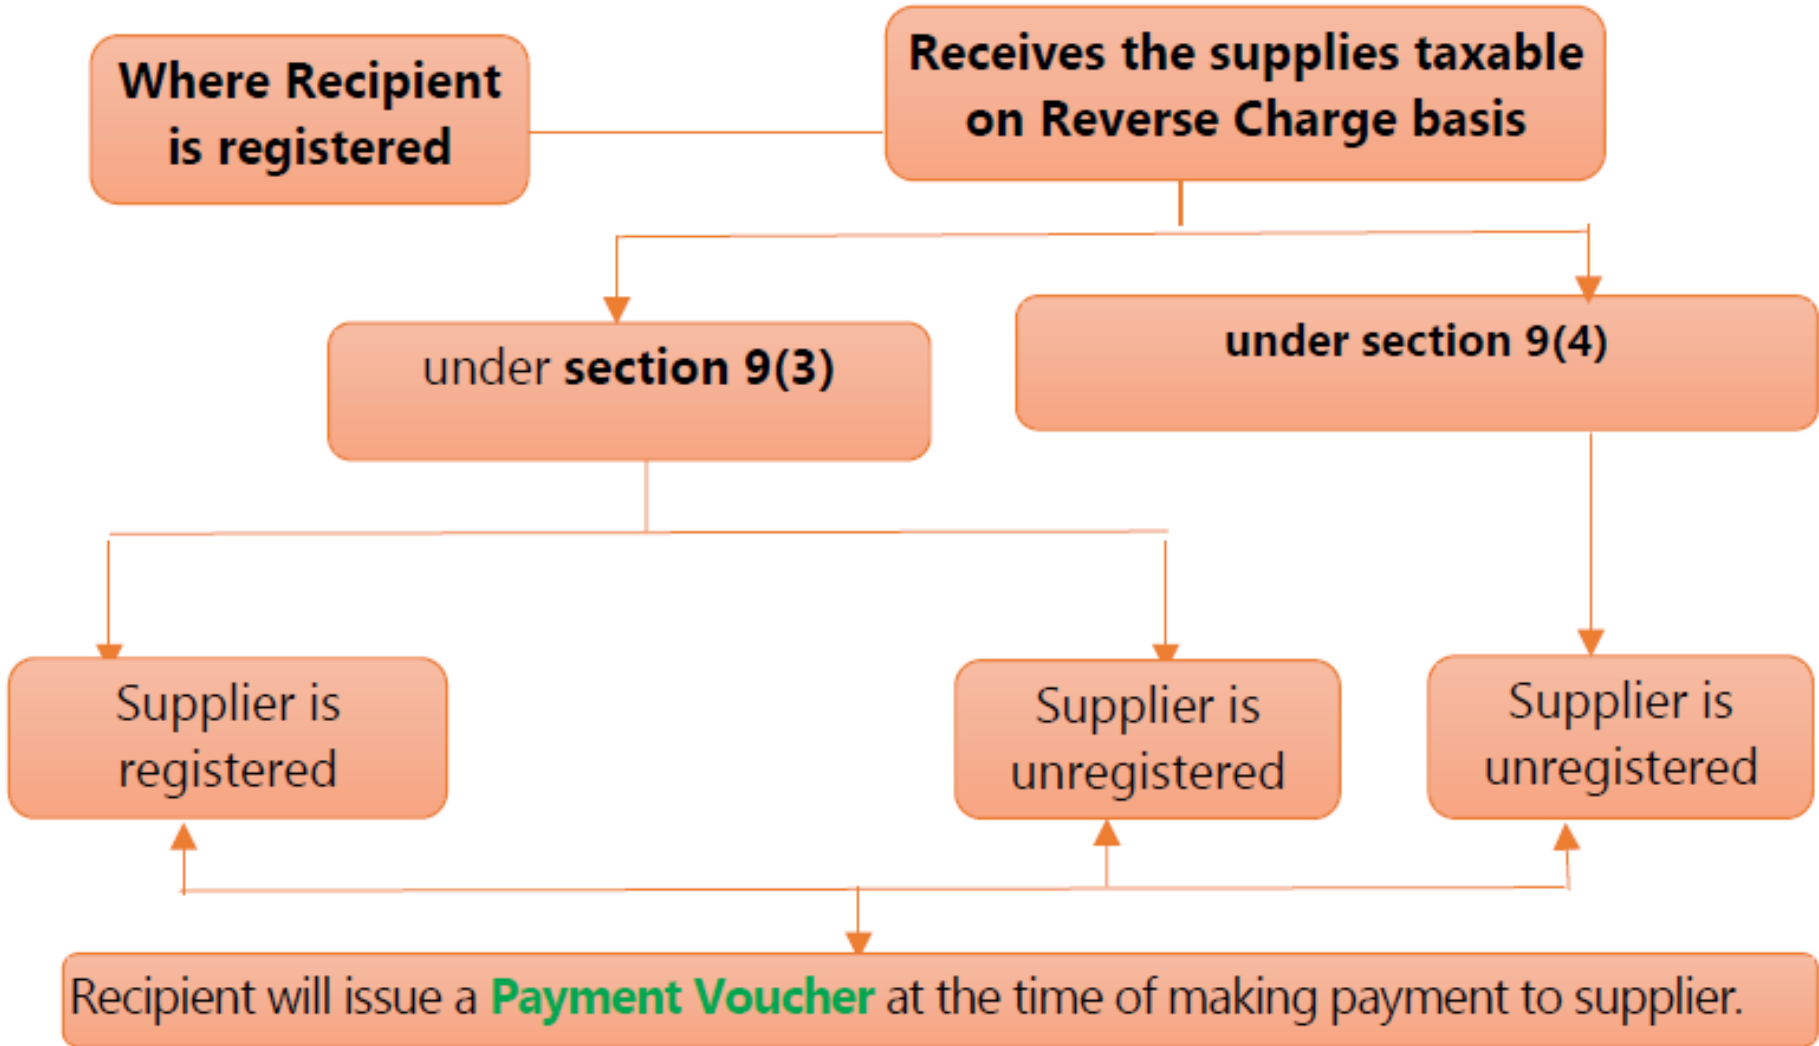 Where Recipient
is registered
Receives the supplies taxable
on Reverse Charge basis
under section 9(3)
under section 9(4)
Supplier is
registered
Supplier is
unregistered
Supplier is
unregistered
Recipient will issue a Payment Voucher at the time of making payment to supplier.